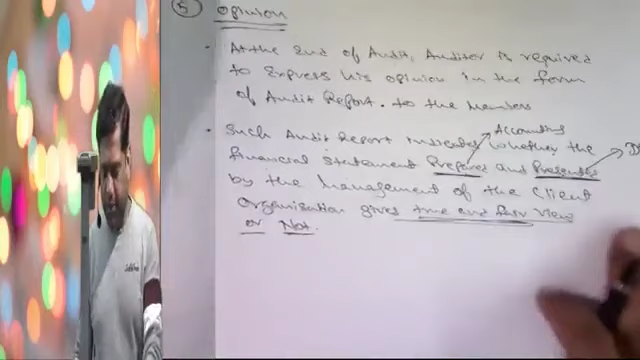 5 Opinion
• At the End of Audit, Auditor is required
to Express his opinion in the form
of Audit Report. to the Members
Accounting
• Such Audit Report indicates whether the
financial statement Prepared and Presented
by the management of the Client
Organisation gives true and fair view
or Not.